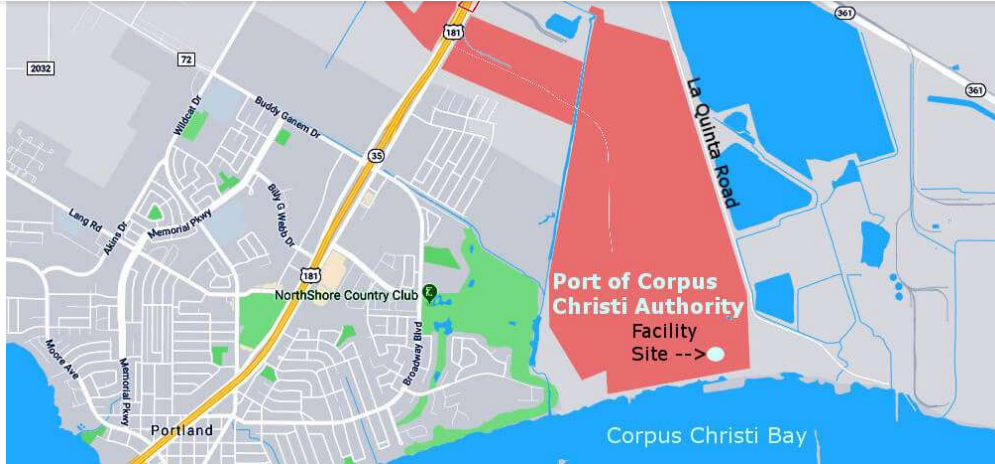 361
181
2032
72
Buddy Ganem Dr
Wildcat Dr
La Quinta Road
361
35
Billy G Webb Dr
Lang Rd
Akins Dr
Memorial Pkwy
181
NorthShore Country Club
Port of Corpus
Christi Authority
Facility
Site -->
Broadway Blvd
Moore Ave
Memorial Pkwy
Portland
Corpus Christi Bay